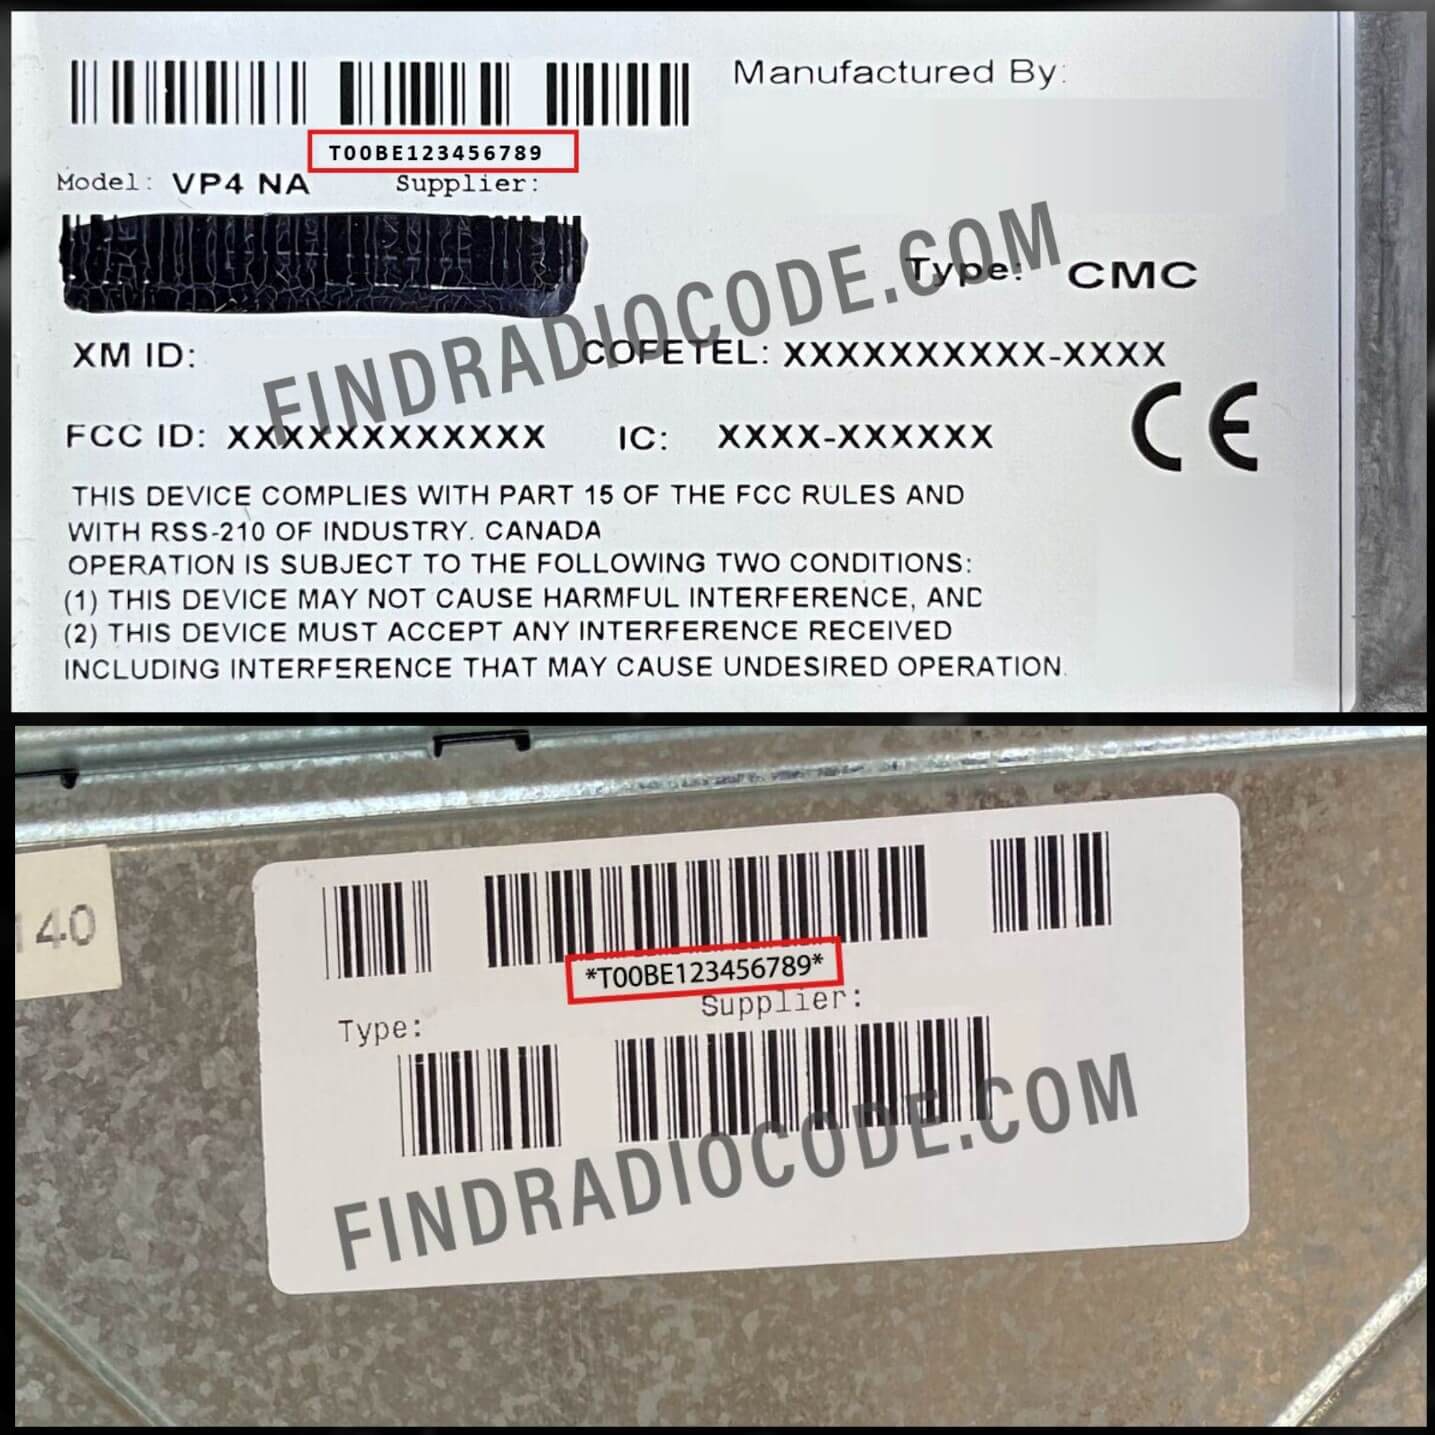 Manufactured By:
T00BE123456789
Model: VP4 NA Supplier:
Type: CMC
XM ID: COFETEL: XXXXXXXXXX-XXXX
FCC ID: XXXXXXXXXXXX IC: XXXX-XXXXXX
CE
THIS DEVICE COMPLIES WITH PART 15 OF THE FCC RULES AND
WITH RSS-210 OF INDUSTRY. CANADA
OPERATION IS SUBJECT TO THE FOLLOWING TWO CONDITIONS:
(1) THIS DEVICE MAY NOT CAUSE HARMFUL INTERFERENCE, AND
(2) THIS DEVICE MUST ACCEPT ANY INTERFERENCE RECEIVED
INCLUDING INTERFERENCE THAT MAY CAUSE UNDESIRED OPERATION.
FINDRADIOCODE.COM
140
*T00BE123456789*
Supplier:
Type:
FINDRADIOCODE.COM